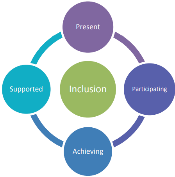 Present
Supported
Inclusion
Participating
Achieving